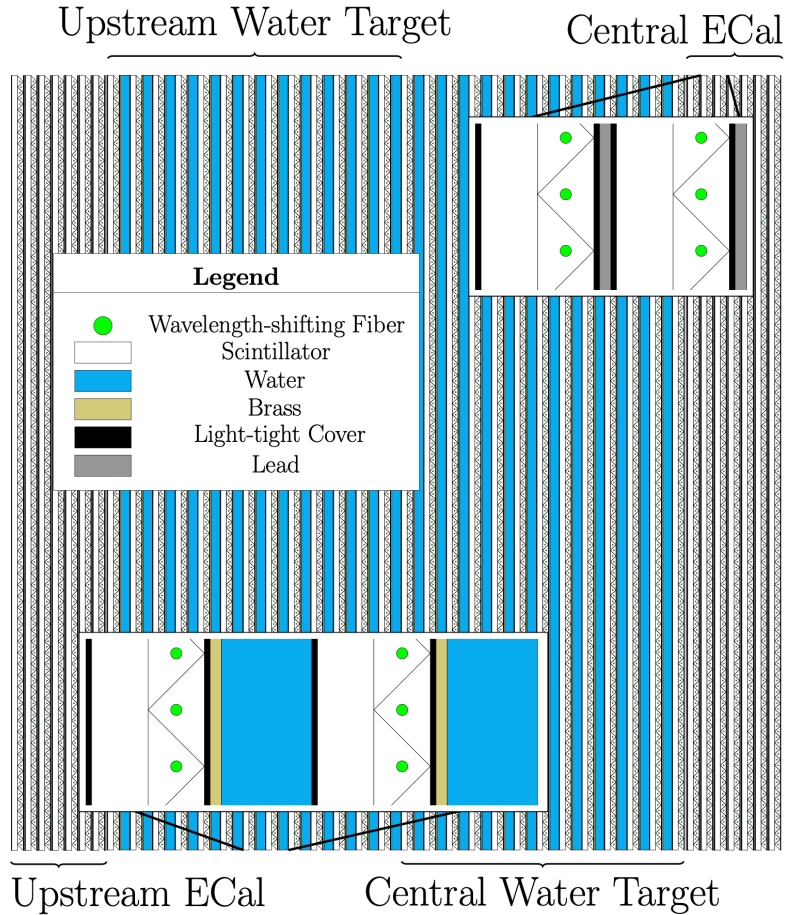 Upstream Water Target
Central ECal
Legend
Wavelength-shifting Fiber
Scintillator
Water
Brass
Light-tight Cover
Lead
Upstream ECal
Central Water Target